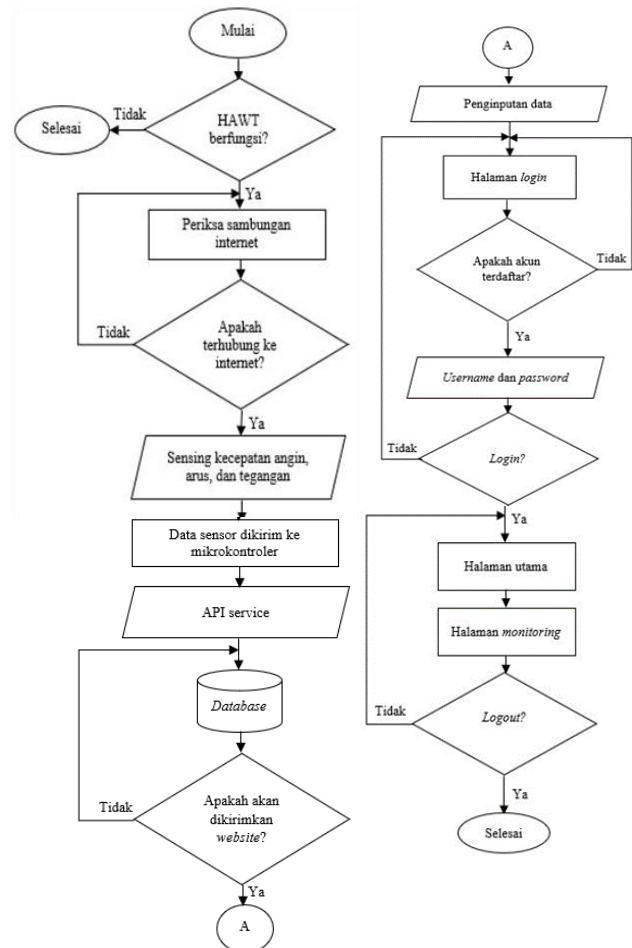 Mulai
Tidak
HAWT
berfungsi?
Selesai
Ya
Periksa sambungan
internet
Tidak
Apakah
terhubung ke
internet?
Ya
Sensing kecepatan angin,
arus, dan tegangan
Data sensor dikirim ke
mikrokontroler
API service
Database
Tidak
Apakah akan
dikirimkan
website?
Ya
A
A
Penginputan data
Halaman login
Apakah akun
terdaftar?
Tidak
Ya
Username dan password
Tidak
Login?
Ya
Halaman utama
Halaman monitoring
Tidak
Logout?
Ya
Selesai